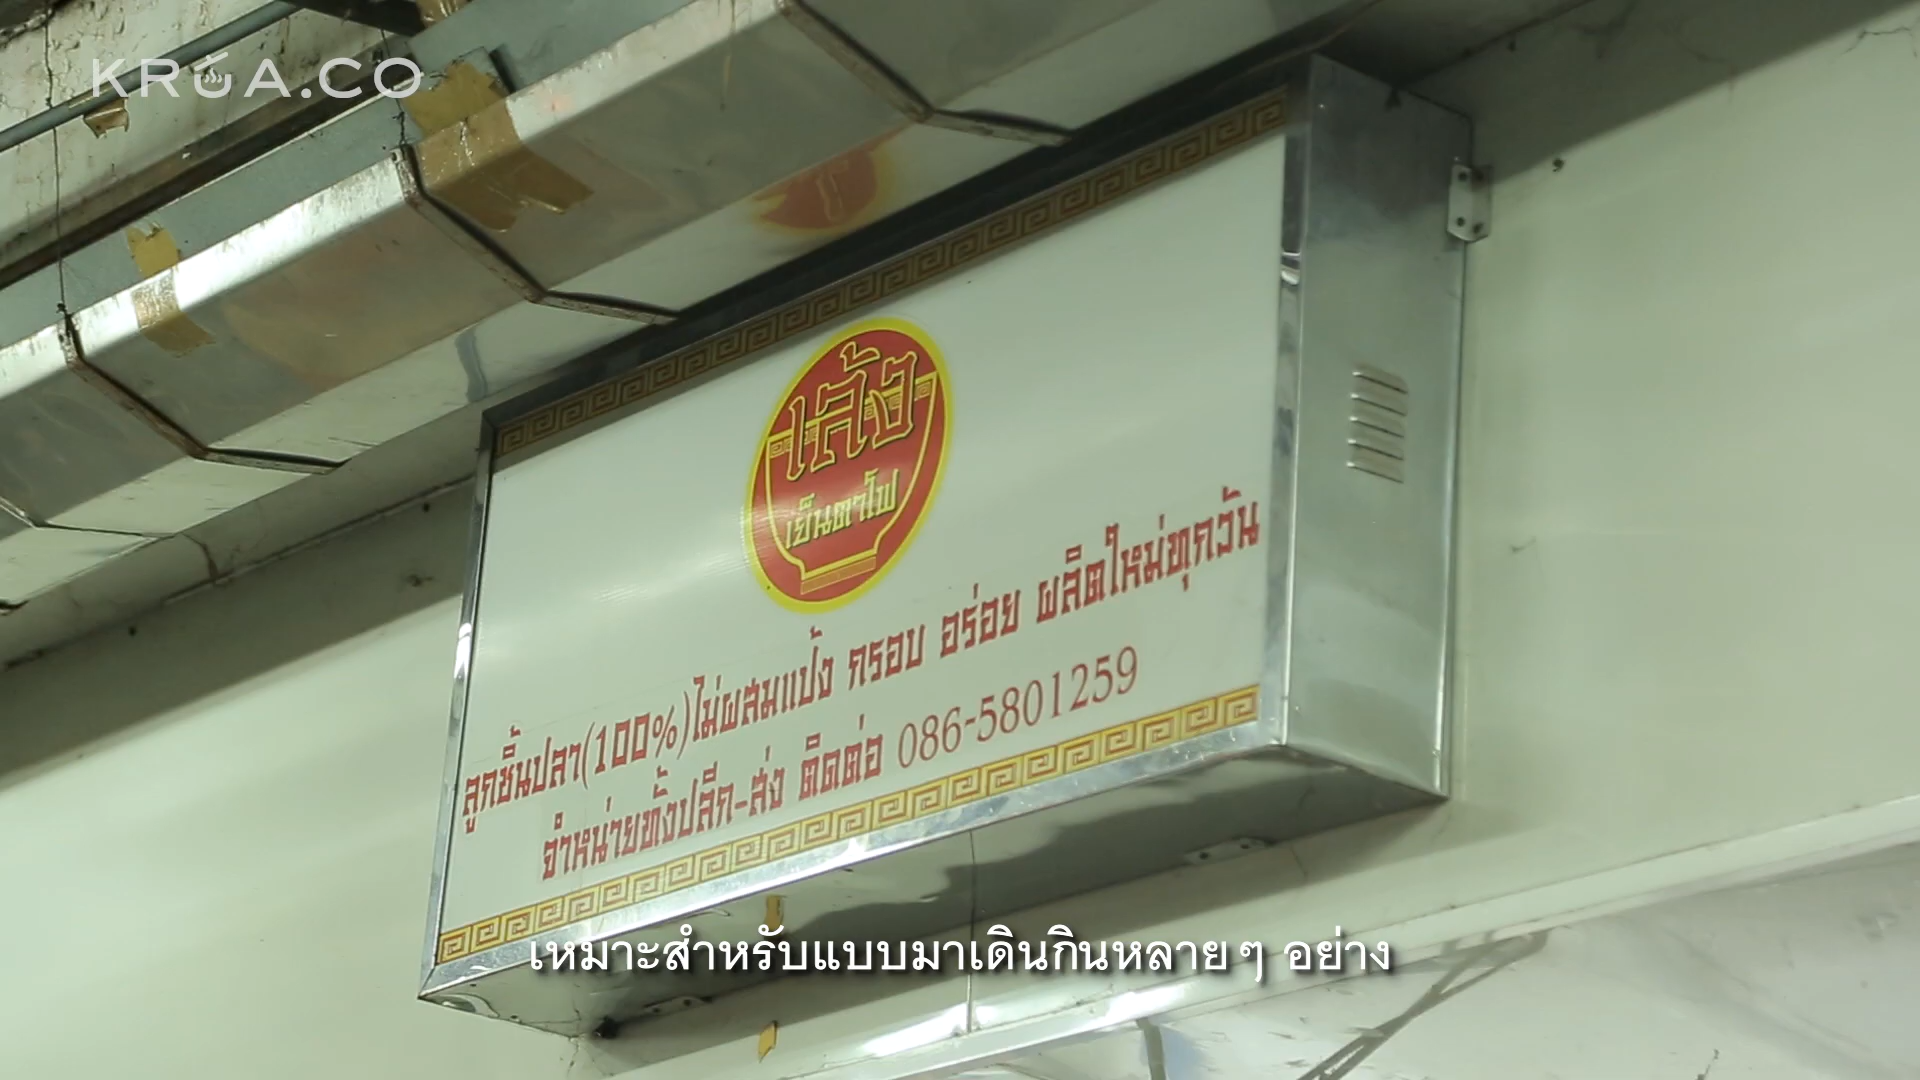 KRUA.CO
เล้ง
เย็นตาโฟ
ลูกชิ้นปลา(100%)ไม่ผสมแป้ง กรอบ อร่อย ผลิตใหม่ทุกวัน
จำหน่ายทั้งปลีก-ส่ง ติดต่อ 086-5801259
เหมาะสำหรับแบบมาเดินกินหลายๆ อย่าง